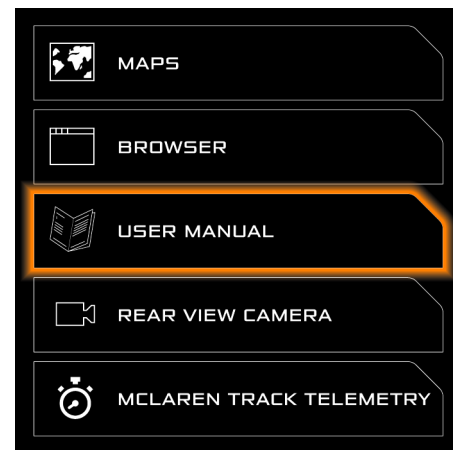 MAPS
BROWSER
USER MANUAL
REAR VIEW CAMERA
MCLAREN TRACK TELEMETRY